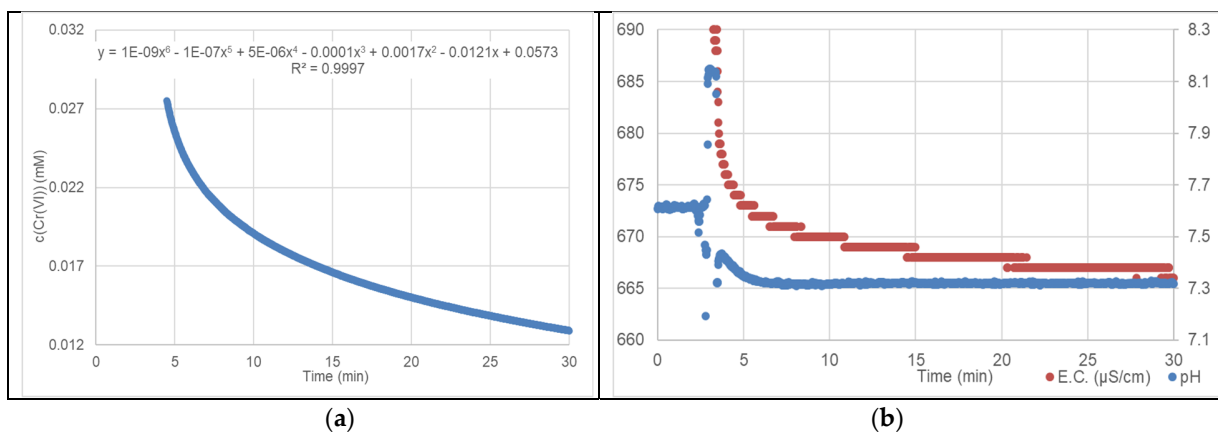 0.032
y = 1E-09x⁶ - 1E-07x⁵ + 5E-06x⁴ - 0.0001x³ + 0.0017x² - 0.0121x + 0.0573
R² = 0.9997
0.027
0.022
0.017
0.012
c(Cr(VI)) (mM)
0 5 10 15 20 25 30
Time (min)
(a)
690
685
680
675
670
665
660
8.3
8.1
7.9
7.7
7.5
7.3
7.1
0 5 10 15 20 25 30
Time (min)
E.C. (µS/cm) pH
(b)